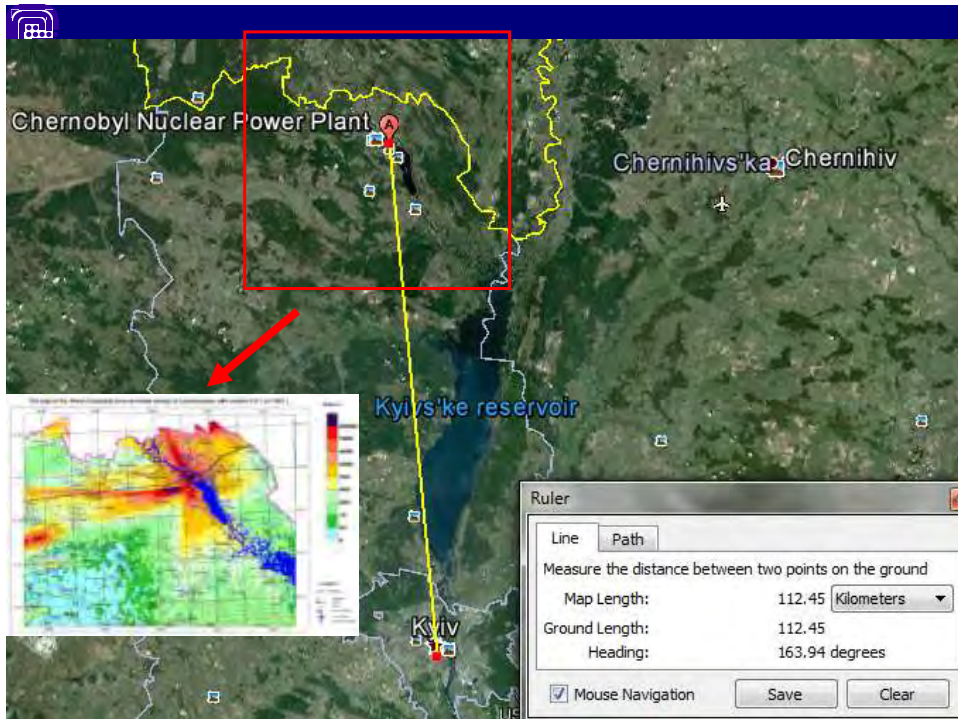 Chernobyl Nuclear Power Plant
A
Chernihivs'ka
Chernihiv
Kyivs'ke reservoir
Kyiv
Ruler
Line
Path
Measure the distance between two points on the ground
Map Length: 112.45 Kilometers
Ground Length: 112.45
Heading: 163.94 degrees
Mouse Navigation
Save
Clear